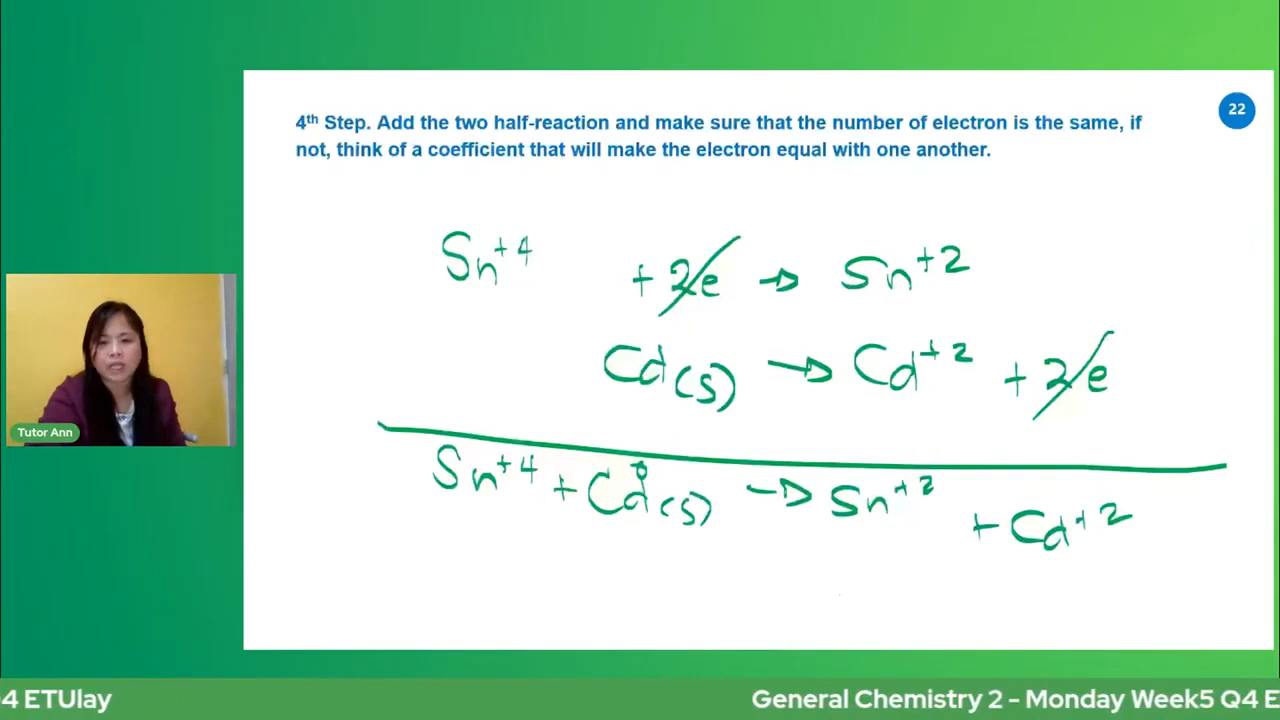 22
4th Step. Add the two half-reaction and make sure that the number of electron is the same, if
not, think of a coefficient that will make the electron equal with one another.
Sn+4 + 2e → Sn+2
Cd(s) → Cd+2 + 2e
Sn+4 + Cd0(s) → Sn+2 + Cd+2
Tutor Ann
4 ETUlay
General Chemistry 2 - Monday Week5 Q4 E